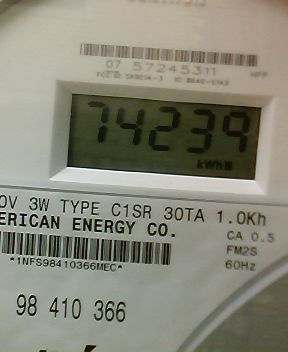 07 57245311
74239
kWh
0V 3W TYPE C1SR 30TA 1.0Kh
ERICAN ENERGY CO.
CA 0.5
FM2S
*1NFS98410366MEC*
60Hz
98 410 366